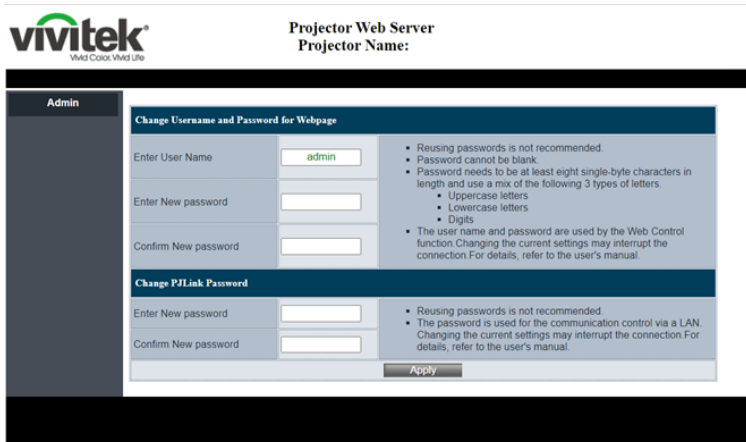 vivitek
Vivid Color. Vivid Life
Projector Web Server
Projector Name:
Admin
Change Username and Password for Webpage
Enter User Name
admin
Enter New password
Confirm New password
Reusing passwords is not recommended.
Password cannot be blank.
Password needs to be at least eight single-byte characters in
length and use a mix of the following 3 types of letters.
Uppercase letters
Lowercase letters
Digits
The user name and password are used by the Web Control
function.Changing the current settings may interrupt the
connection.For details, refer to the user's manual.
Change PJLink Password
Enter New password
Confirm New password
Reusing passwords is not recommended.
The password is used for the communication control via a LAN.
Changing the current settings may interrupt the connection.For
details, refer to the user's manual.
Apply